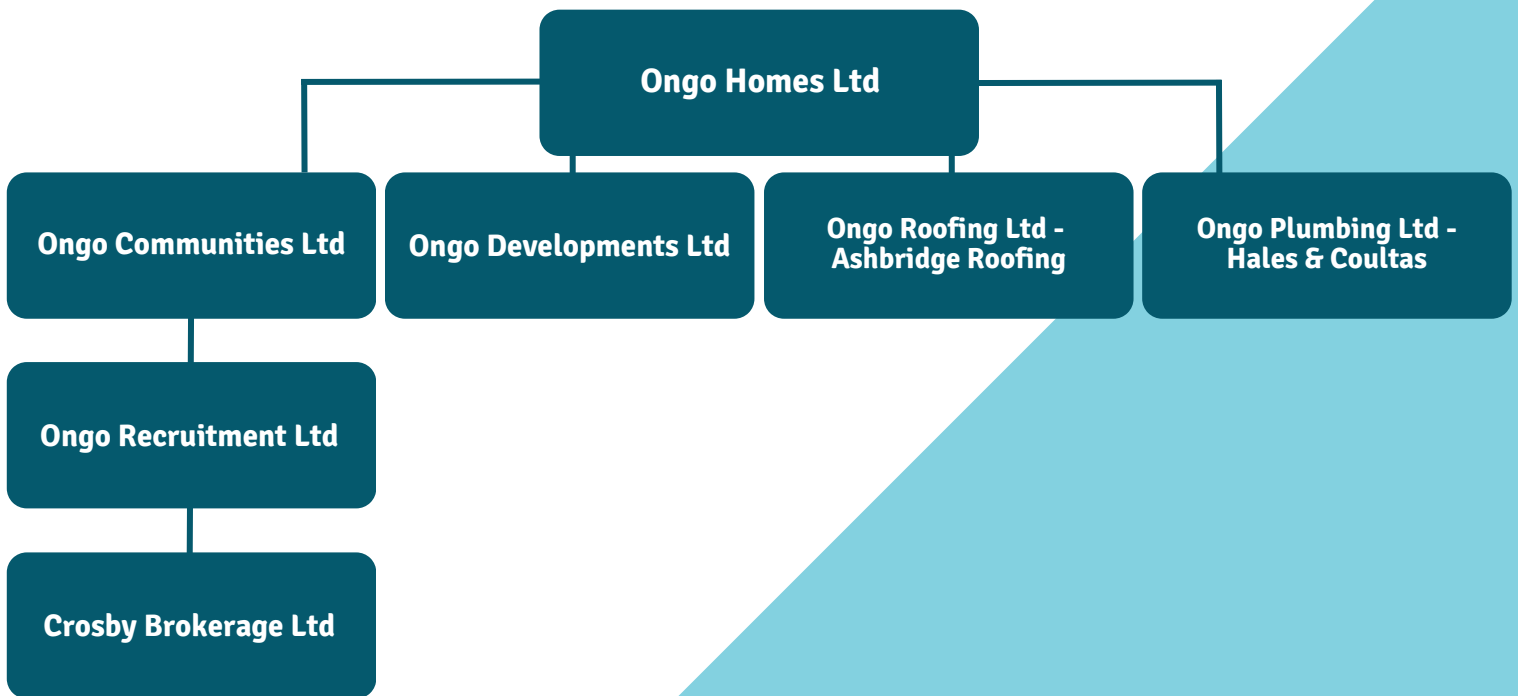 Ongo Homes Ltd
Ongo Communities Ltd
Ongo Developments Ltd
Ongo Roofing Ltd -
Ashbridge Roofing
Ongo Plumbing Ltd -
Hales & Coultas
Ongo Recruitment Ltd
Crosby Brokerage Ltd